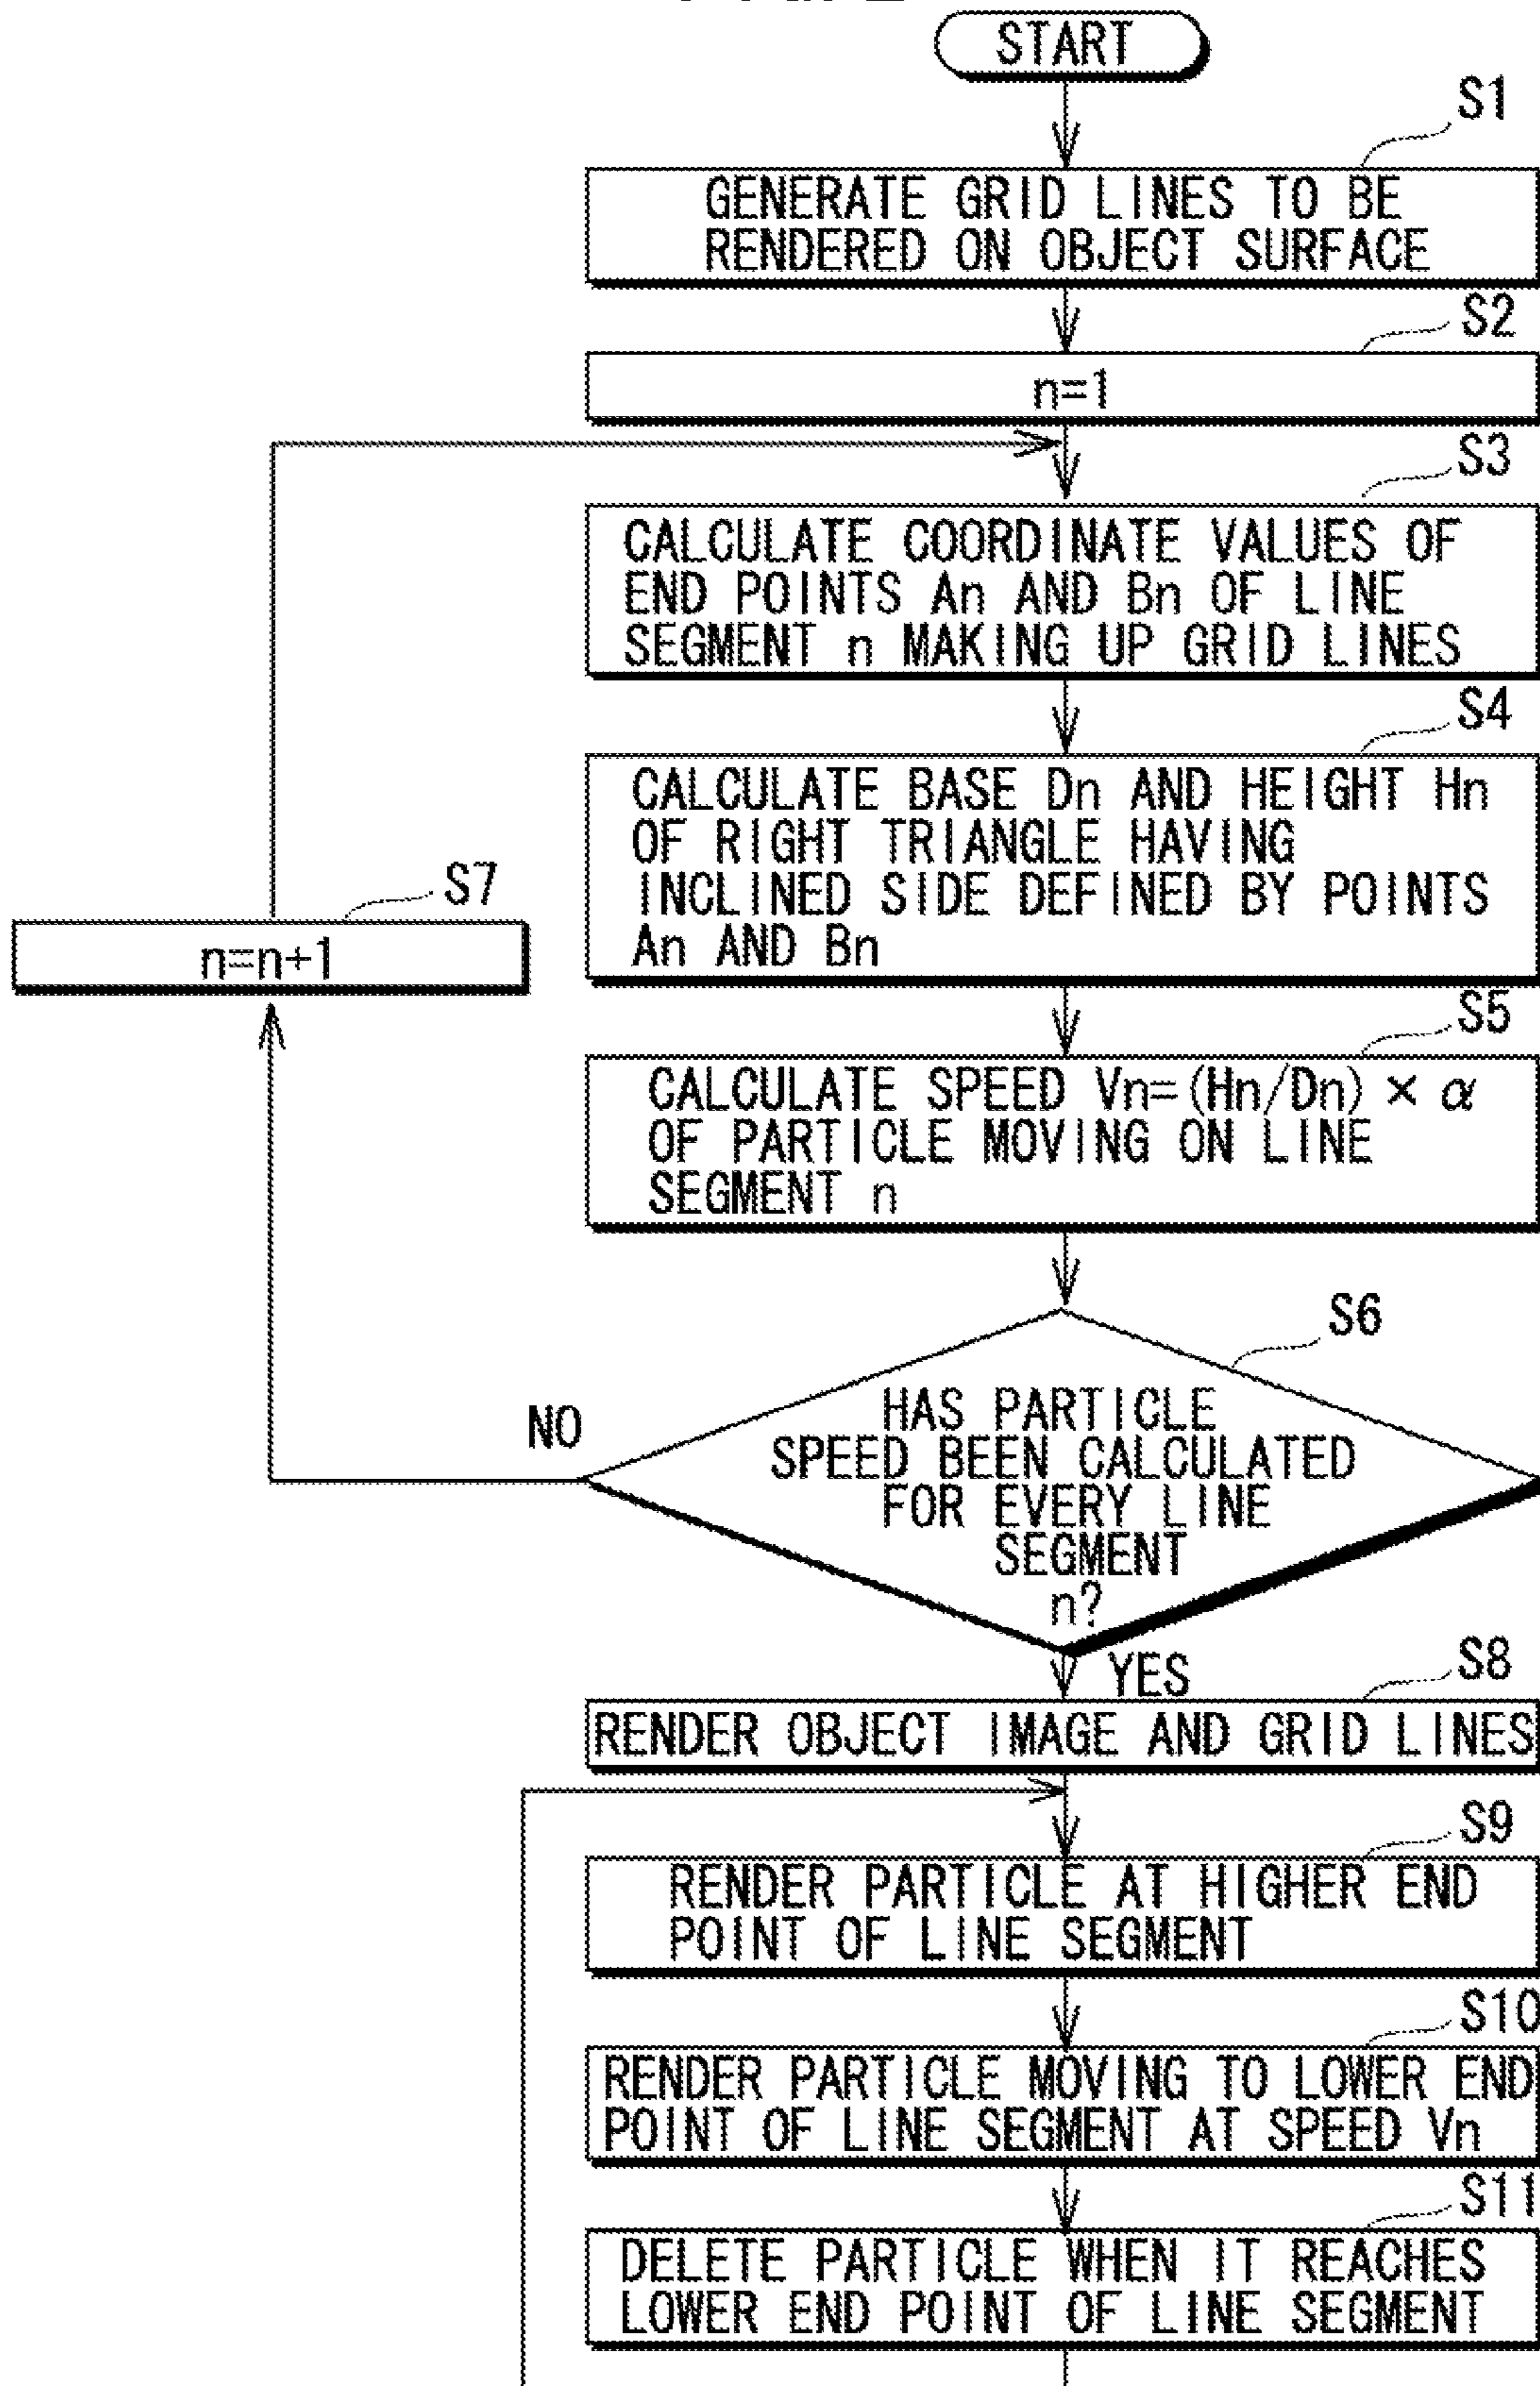 START
S1
GENERATE GRID LINES TO BE
RENDERED ON OBJECT SURFACE
S2
n=1
S3
CALCULATE COORDINATE VALUES OF
END POINTS An AND Bn OF LINE
SEGMENT n MAKING UP GRID LINES
S4
CALCULATE BASE Dn AND HEIGHT Hn
OF RIGHT TRIANGLE HAVING
INCLINED SIDE DEFINED BY POINTS
An AND Bn
S7
n=n+1
S5
CALCULATE SPEED Vn=(Hn/Dn) × α
OF PARTICLE MOVING ON LINE
SEGMENT n
S6
HAS PARTICLE
SPEED BEEN CALCULATED
FOR EVERY LINE
SEGMENT
n?
NO
YES
S8
RENDER OBJECT IMAGE AND GRID LINES
S9
RENDER PARTICLE AT HIGHER END
POINT OF LINE SEGMENT
S10
RENDER PARTICLE MOVING TO LOWER END
POINT OF LINE SEGMENT AT SPEED Vn
S11
DELETE PARTICLE WHEN IT REACHES
LOWER END POINT OF LINE SEGMENT